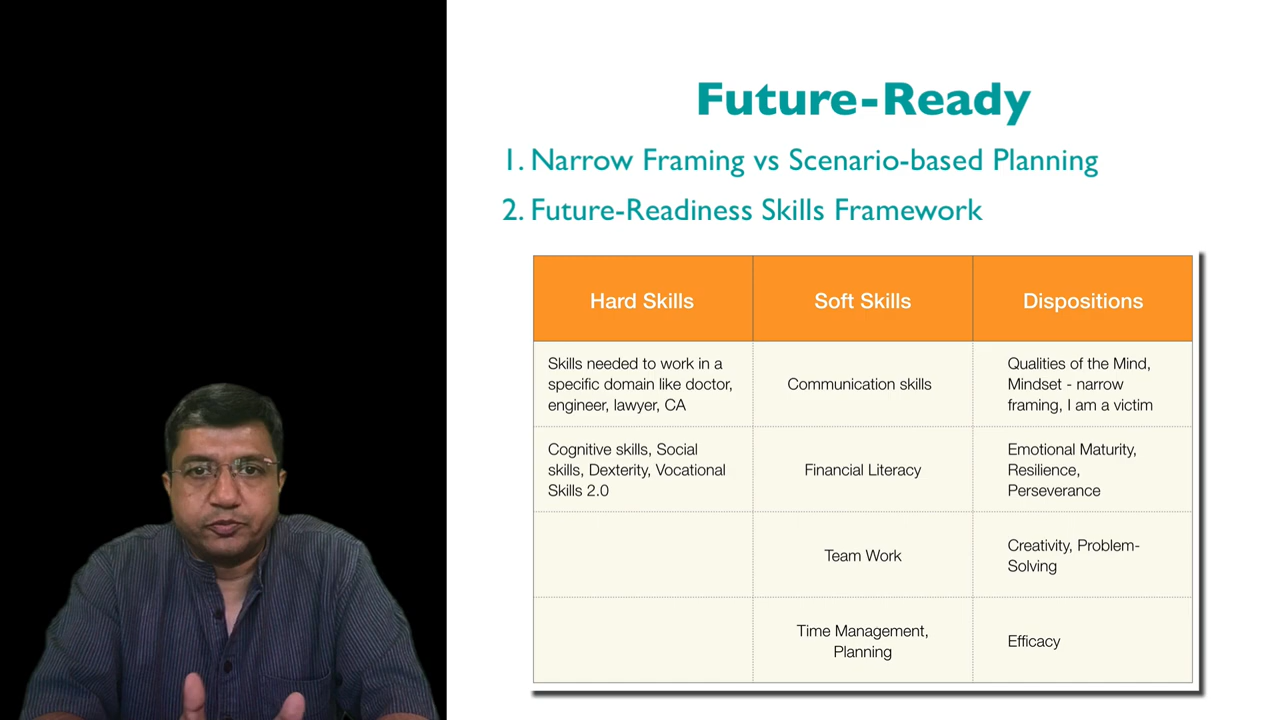 Future-Ready
1. Narrow Framing vs Scenario-based Planning
2. Future-Readiness Skills Framework
Hard Skills
Soft Skills
Dispositions
Skills needed to work in a
specific domain like doctor,
engineer, lawyer, CA
Communication skills
Qualities of the Mind,
Mindset - narrow
framing, I am a victim
Cognitive skills, Social
skills, Dexterity, Vocational
Skills 2.0
Financial Literacy
Emotional Maturity,
Resilience,
Perseverance
Team Work
Creativity, Problem-
Solving
Time Management,
Planning
Efficacy